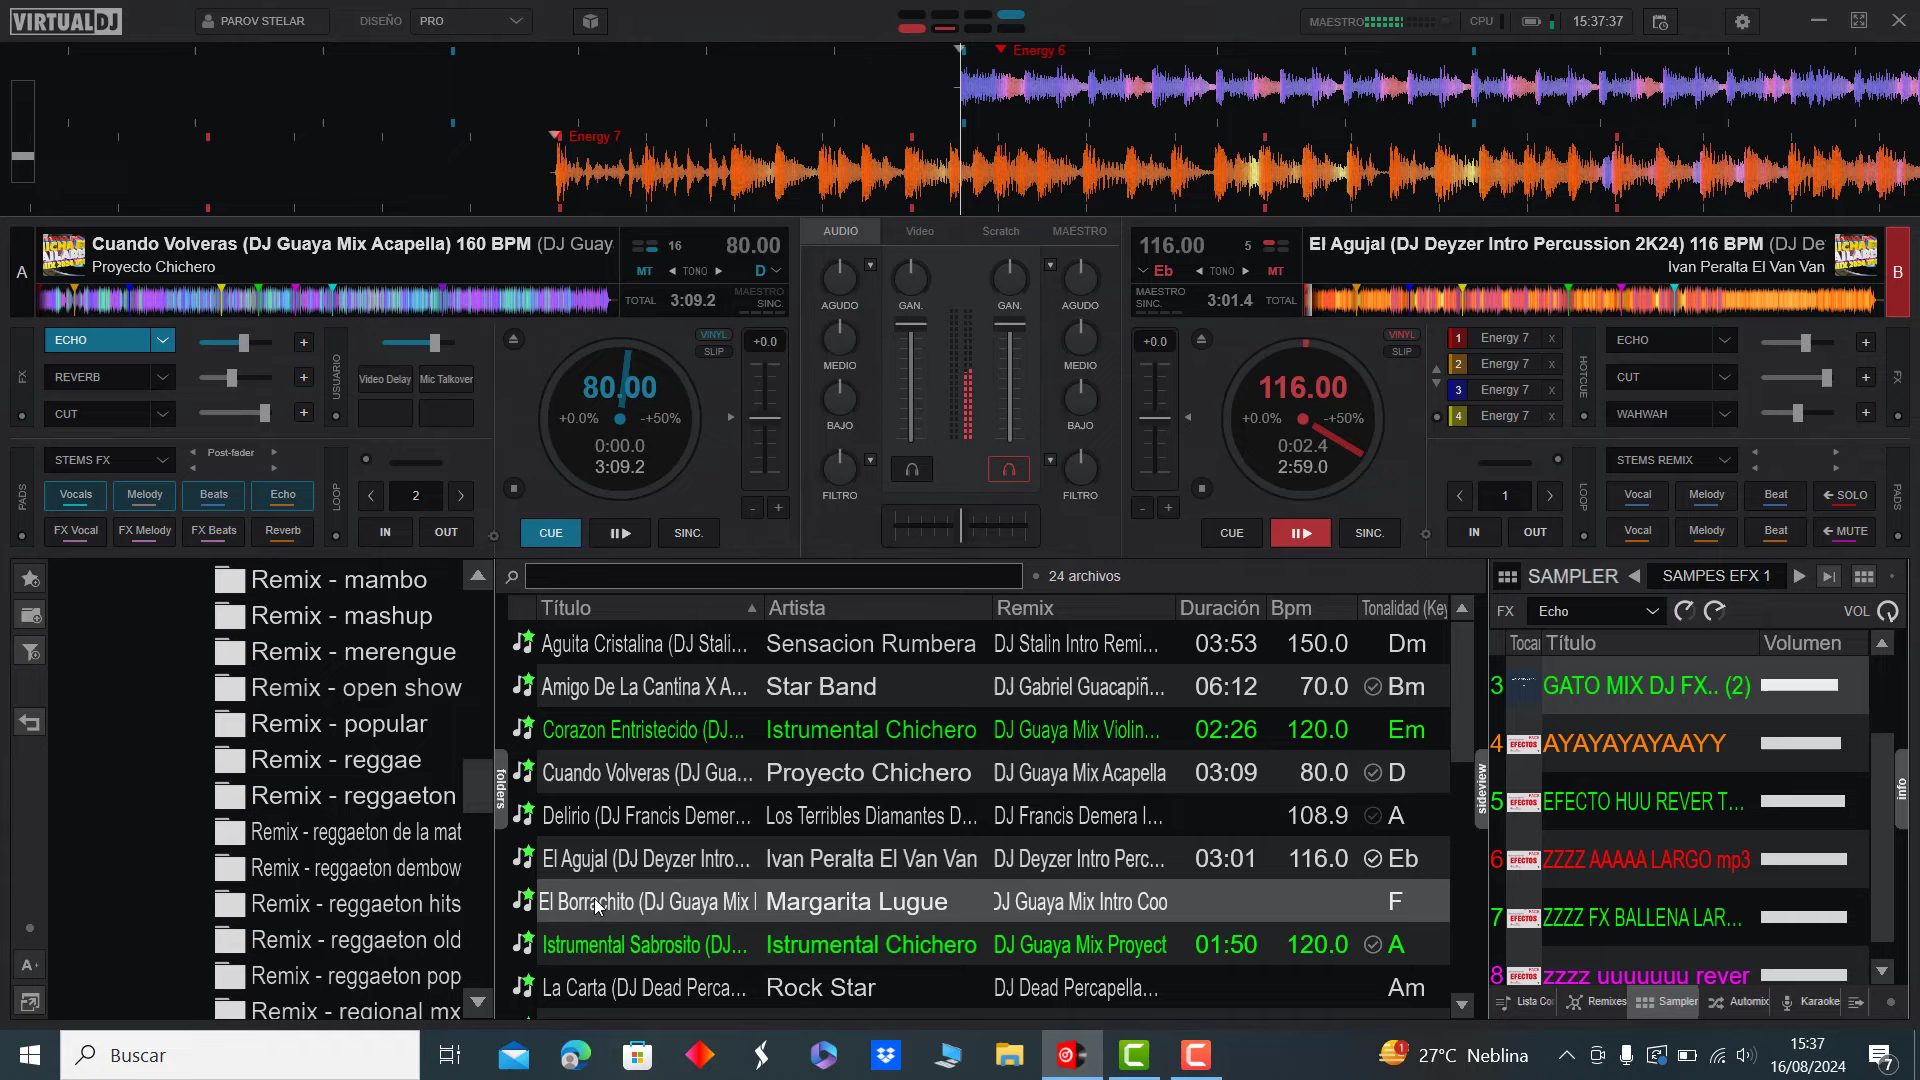 VIRTUALDJ
PAROV STELAR
DISEÑO
PRO
MAESTRO
CPU
15:37:37
Energy 6
Energy 7
A
Cuando Volveras (DJ Guaya Mix Acapella) 160 BPM (DJ Guay
Proyecto Chichero
16
80.00
MT
TONO
D
TOTAL
3:09.2
MAESTRO
SINC.
AUDIO
Video
Scratch
MAESTRO
116.00
5
Eb
TONO
MT
MAESTRO
SINC.
3:01.4
TOTAL
El Agujal (DJ Deyzer Intro Percussion 2K24) 116 BPM (DJ De
Ivan Peralta El Van Van
B
FX
ECHO
REVERB
CUT
+
+
+
USUARIO
Video Delay
Mic Talkover
VINYL
SLIP
80.00
+0.0%
-+50%
0:00.0
3:09.2
+0.0
AGUDO
GAN.
GAN.
AGUDO
MEDIO
MEDIO
BAJO
BAJO
FILTRO
FILTRO
+0.0
VINYL
SLIP
116.00
+0.0%
-+50%
0:02.4
2:59.0
1 Energy 7 x
2 Energy 7 x
3 Energy 7 x
4 Energy 7 x
HOTCUE
ECHO
CUT
WAHWAH
+
+
+
FX
PADS
STEMS FX
Post-fader
Vocals
Melody
Beats
Echo
FX Vocal
FX Melody
FX Beats
Reverb
LOOP
2
IN
OUT
CUE
SINC.
- +
- +
CUE
SINC.
1
IN
OUT
LOOP
STEMS REMIX
Vocal
Melody
Beat
SOLO
Vocal
Melody
Beat
MUTE
PADS
Remix - mambo
Remix - mashup
Remix - merengue
Remix - open show
Remix - popular
Remix - reggae
Remix - reggaeton
Remix - reggaeton de la mat
Remix - reggaeton dembow
Remix - reggaeton hits
Remix - reggaeton old
Remix - reggaeton pop
Remix - regional mx
A+
folders
24 archivos
Título Artista Remix Duración Bpm Tonalidad (Key
Aguita Cristalina (DJ Stali... Sensacion Rumbera DJ Stalin Intro Remi... 03:53 150.0 Dm
Amigo De La Cantina X A... Star Band DJ Gabriel Guacapiñ... 06:12 70.0 Bm
Corazon Entristecido (DJ... Istrumental Chichero DJ Guaya Mix Violin... 02:26 120.0 Em
Cuando Volveras (DJ Gua... Proyecto Chichero DJ Guaya Mix Acapella 03:09 80.0 D
Delirio (DJ Francis Demer... Los Terribles Diamantes D... DJ Francis Demera I... 108.9 A
El Agujal (DJ Deyzer Intro... Ivan Peralta El Van Van DJ Deyzer Intro Perc... 03:01 116.0 Eb
El Borrachito (DJ Guaya Mix Margarita Lugue DJ Guaya Mix Intro Coo F
Istrumental Sabrosito (DJ... Istrumental Chichero DJ Guaya Mix Proyect 01:50 120.0 A
La Carta (DJ Dead Perca... Rock Star DJ Dead Percapella... Am
sideview
SAMPLER
SAMPES EFX 1
FX
Echo
VOL
Tocar Título Volumen
3 GATO MIX DJ FX.. (2)
4 EFECTOS AYAYAYAYAAYY
5 EFECTOS EFECTO HUU REVER T...
6 EFECTOS ZZZZ AAAAA LARGO mp3
7 EFECTOS ZZZZ FX BALLENA LAR...
8 EFECTOS zzzz uuuuuuu rever
info
Lista Cor
Remixes
Sampler
Automix
Karaoke
Buscar
27°C Neblina
15:37
16/08/2024
7